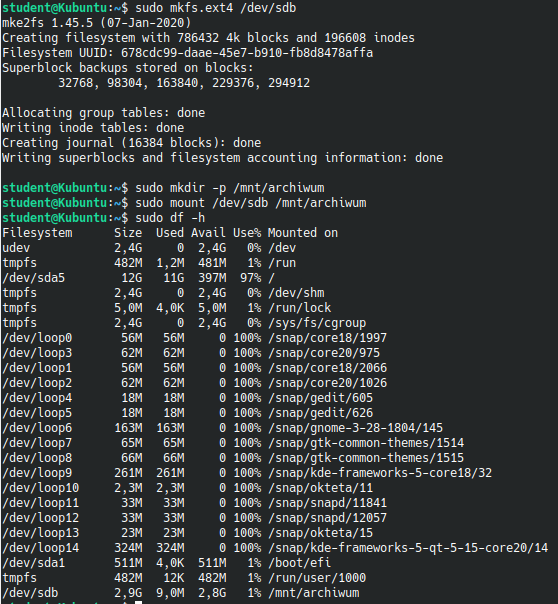 student@Kubuntu:~$ sudo mkfs.ext4 /dev/sdb
mke2fs 1.45.5 (07-Jan-2020)
Creating filesystem with 786432 4k blocks and 196608 inodes
Filesystem UUID: 678cdc99-daae-45e7-b910-fb8d8478affa
Superblock backups stored on blocks:
        32768, 98304, 163840, 229376, 294912

Allocating group tables: done
Writing inode tables: done
Creating journal (16384 blocks): done
Writing superblocks and filesystem accounting information: done

student@Kubuntu:~$ sudo mkdir -p /mnt/archiwum
student@Kubuntu:~$ sudo mount /dev/sdb /mnt/archiwum
student@Kubuntu:~$ sudo df -h
Filesystem      Size  Used Avail Use% Mounted on
udev            2,4G     0  2,4G   0% /dev
tmpfs           482M  1,2M  481M   1% /run
/dev/sda5        12G   11G  397M  97% /
tmpfs           2,4G     0  2,4G   0% /dev/shm
tmpfs           5,0M  4,0K  5,0M   1% /run/lock
tmpfs           2,4G     0  2,4G   0% /sys/fs/cgroup
/dev/loop0       56M   56M     0 100% /snap/core18/1997
/dev/loop3       62M   62M     0 100% /snap/core20/975
/dev/loop1       56M   56M     0 100% /snap/core18/2066
/dev/loop2       62M   62M     0 100% /snap/core20/1026
/dev/loop4       18M   18M     0 100% /snap/gedit/605
/dev/loop5       18M   18M     0 100% /snap/gedit/626
/dev/loop6      163M  163M     0 100% /snap/gnome-3-28-1804/145
/dev/loop7       65M   65M     0 100% /snap/gtk-common-themes/1514
/dev/loop8       66M   66M     0 100% /snap/gtk-common-themes/1515
/dev/loop9      261M  261M     0 100% /snap/kde-frameworks-5-core18/32
/dev/loop10     2,3M  2,3M     0 100% /snap/okteta/11
/dev/loop11      33M   33M     0 100% /snap/snapd/11841
/dev/loop12      33M   33M     0 100% /snap/snapd/12057
/dev/loop13      23M   23M     0 100% /snap/okteta/15
/dev/loop14     324M  324M     0 100% /snap/kde-frameworks-5-qt-5-15-core20/14
/dev/sda1       511M  4,0K  511M   1% /boot/efi
tmpfs           482M   12K  482M   1% /run/user/1000
/dev/sdb        2,9G  9,0M  2,8G   1% /mnt/archiwum
student@Kubuntu:~$